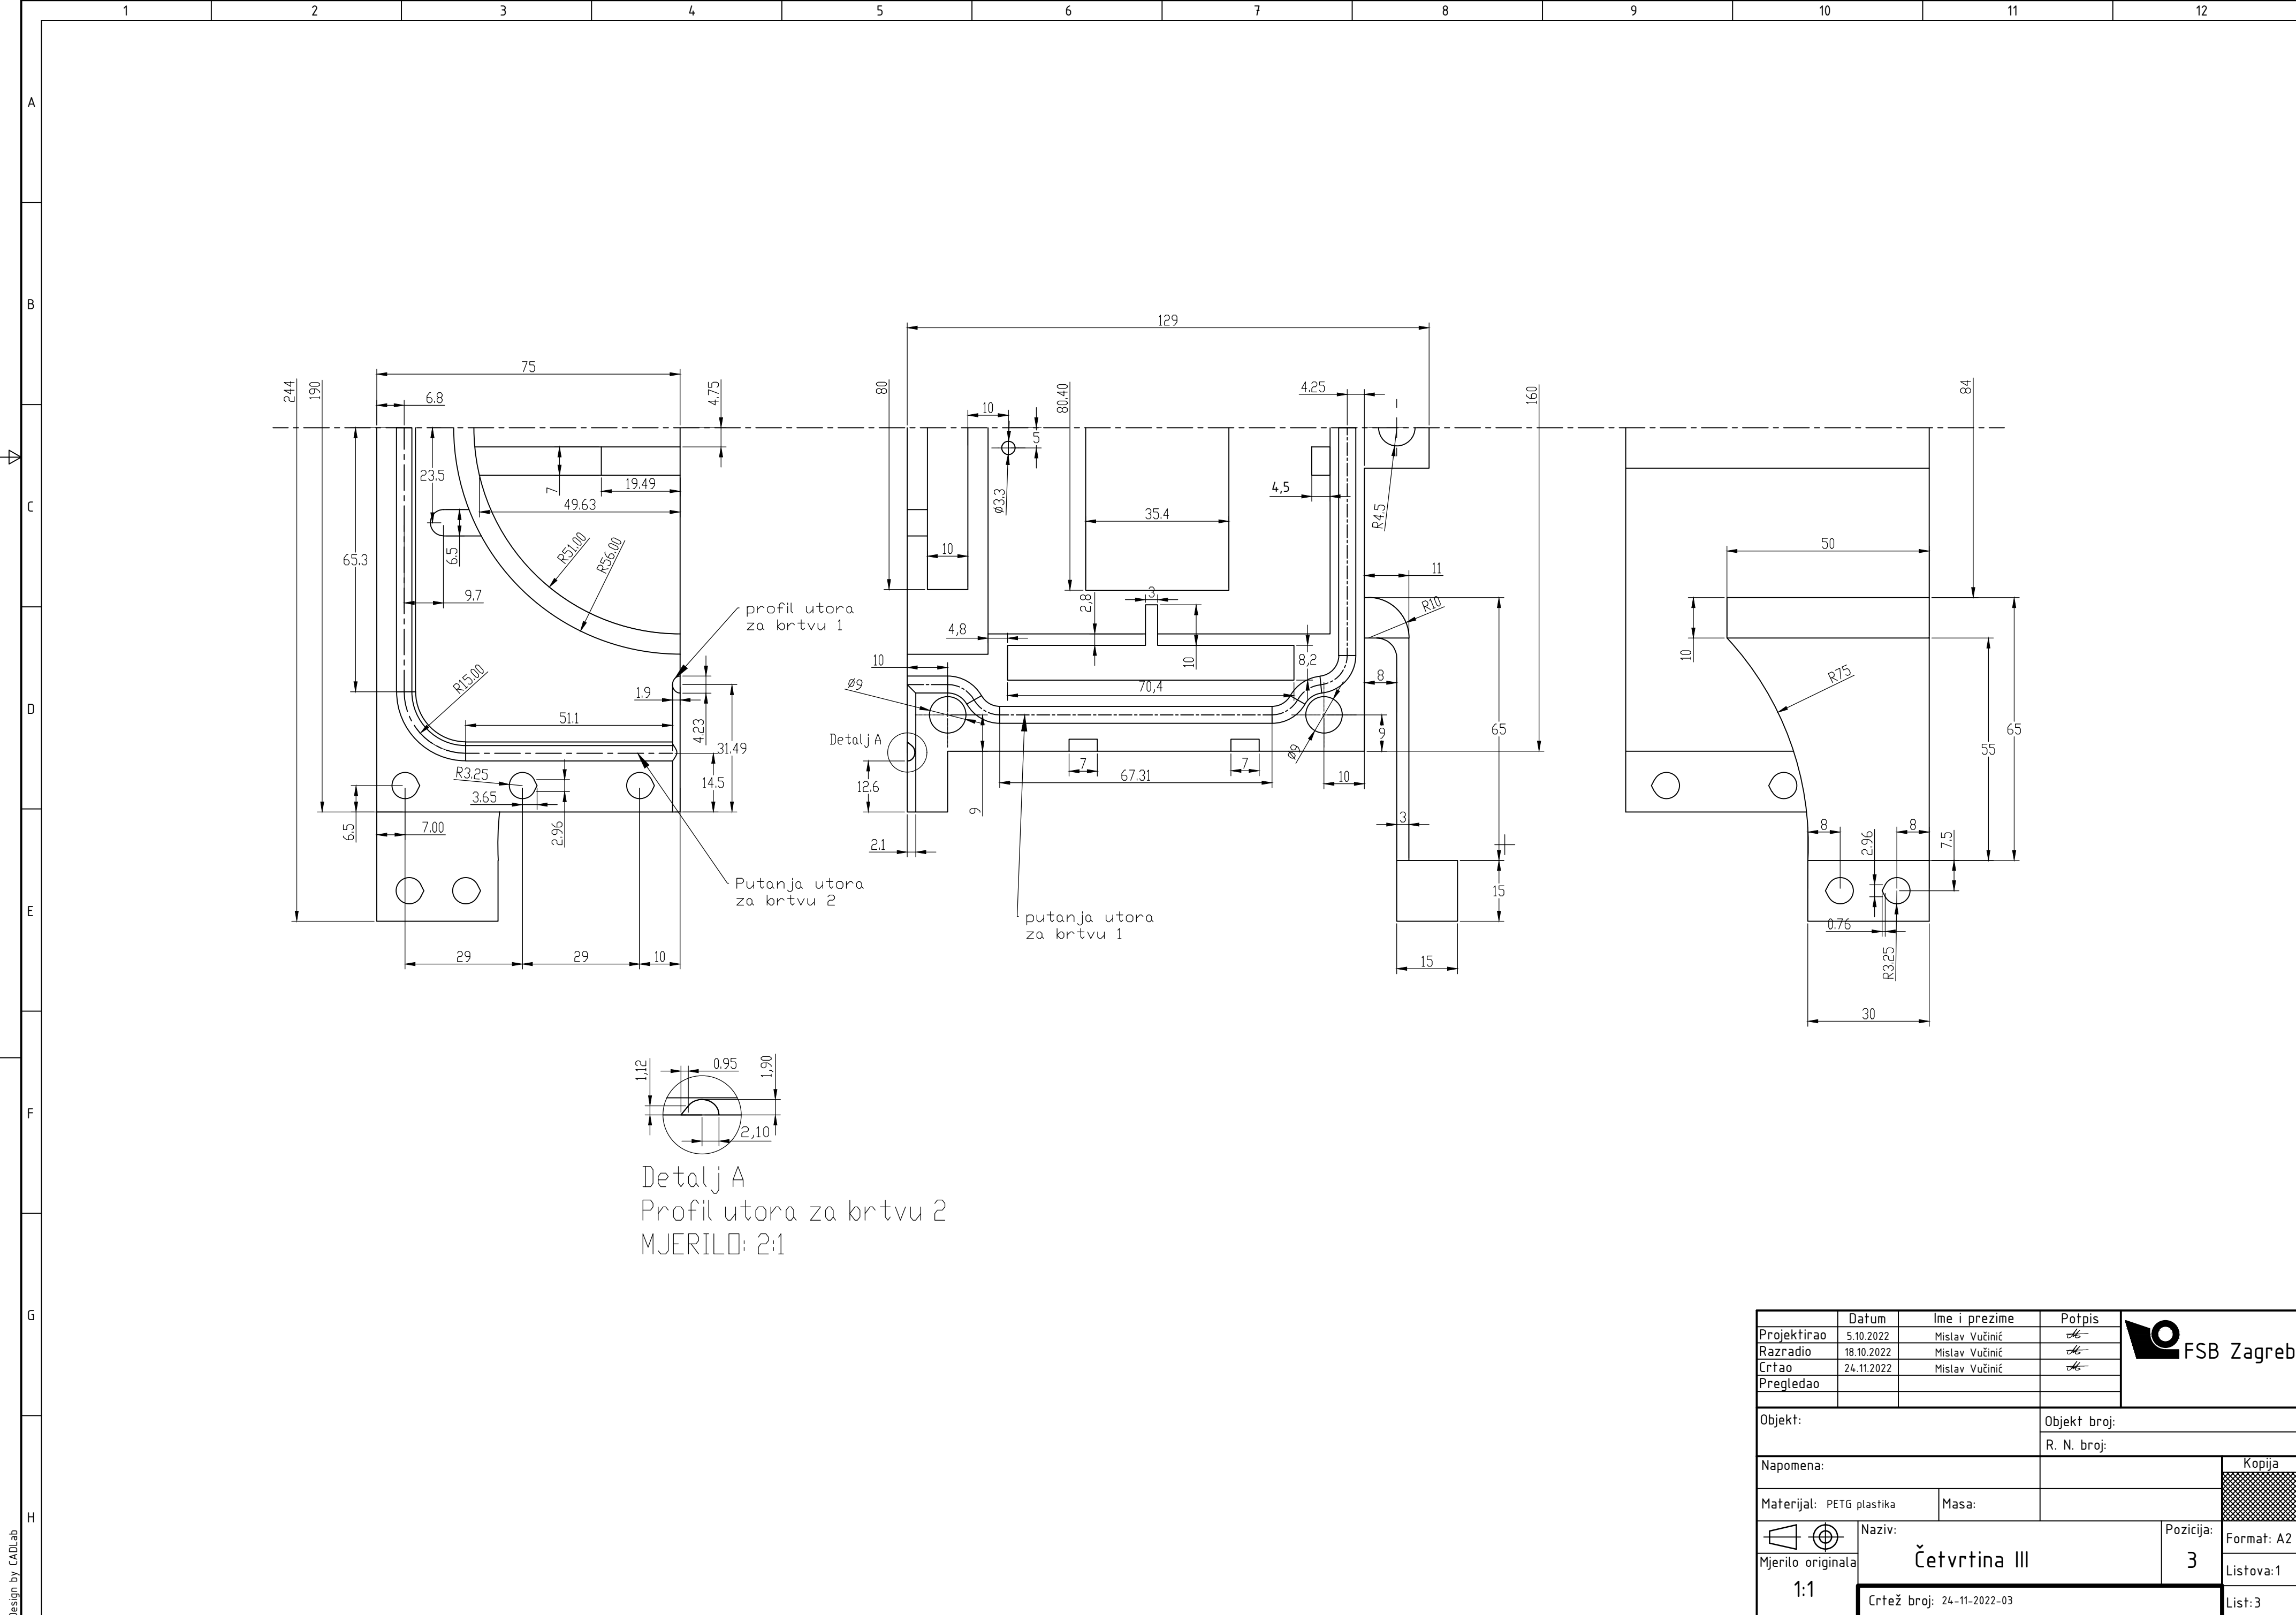 1 2 3 4 5 6 7 8 9 10 11 12
A
B
C
D
E
F
G
H
Design by CADLab
75
244
190
6.8
4.75
23.5
7
19.49
49.63
65.3
6.5
9.7
R51.00
R56.00
profil utora
za brtvu 1
R15.00
1.9
51.1
4.23
31.49
14.5
R3.25
3.65
2.96
6.5
7.00
29
29
10
Putanja utora
za brtvu 2
129
80
10
80.40
5
4.25
160
Ø3.3
4,5
R4.5
35.4
10
11
3
2,8
R10
4,8
10
10
8,2
Ø9
70,4
8
Detalj A
9
65
7
7
Ø9
12.6
67.31
10
9
2.1
3
15
15
putanja utora
za brtvu 1
84
50
10
R75
65
55
8
2.96
8
7.5
0.76
R3.25
30
1,12
0.95
1,90
2,10
Detalj A
Profil utora za brtvu 2
MJERILO: 2:1
Datum Ime i prezime Potpis
Projektirao 5.10.2022 Mislav Vučinić
Razradio 18.10.2022 Mislav Vučinić
Crtao 24.11.2022 Mislav Vučinić
Pregledao
FSB Zagreb
Objekt:
Objekt broj:
R. N. broj:
Napomena:
Kopija
Materijal: PETG plastika
Masa:
Naziv:
Četvrtina III
Pozicija:
3
Format: A2
Mjerilo originala
1:1
Listova:1
Crtež broj: 24-11-2022-03
List:3